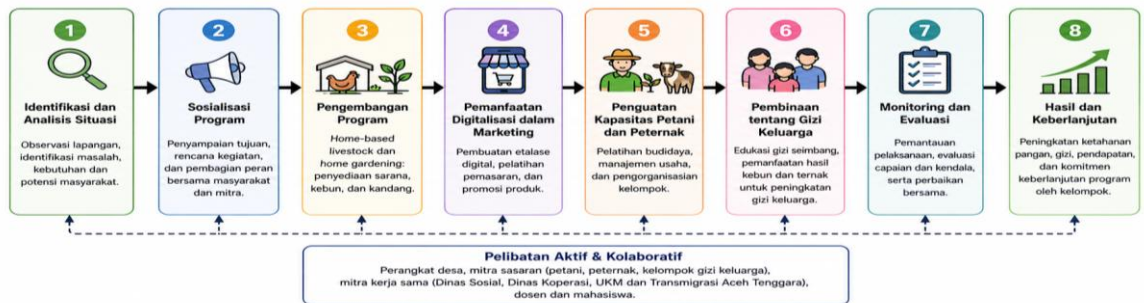 1
Identifikasi dan
Analisis Situasi
Observasi lapangan,
identifikasi masalah,
kebutuhan dan
potensi masyarakat.
2
Sosialisasi
Program
Penyampaian tujuan,
rencana kegiatan,
dan pembagian peran
bersama masyarakat
dan mitra.
3
Pengembangan
Program
Home-based
livestock dan
home gardening:
penyediaan sarana,
kebun, dan kandang.
4
Pemanfaatan
Digitalisasi dalam
Marketing
Pembuatan etalase
digital, pelatihan
pemasaran, dan
promosi produk.
5
Penguatan
Kapasitas Petani
dan Peternak
Pelatihan budidaya,
manajemen usaha,
dan pengorganisasian
kelompok.
6
Pembinaan
tentang Gizi
Keluarga
Edukasi gizi seimbang,
pemanfaatan hasil
kebun dan ternak
untuk peningkatan
gizi keluarga.
7
Monitoring dan
Evaluasi
Pemantauan
pelaksanaan, evaluasi
capaian dan kendala,
serta perbaikan
bersama.
8
Hasil dan
Keberlanjutan
Peningkatan ketahanan
pangan, gizi, pendapatan,
dan komitmen
keberlanjutan program
oleh kelompok.
Pelibatan Aktif & Kolaboratif
Perangkat desa, mitra sasaran (petani, peternak, kelompok gizi keluarga),
mitra kerja sama (Dinas Sosial, Dinas Koperasi, UKM dan Transmigrasi Aceh Tenggara),
dosen dan mahasiswa.